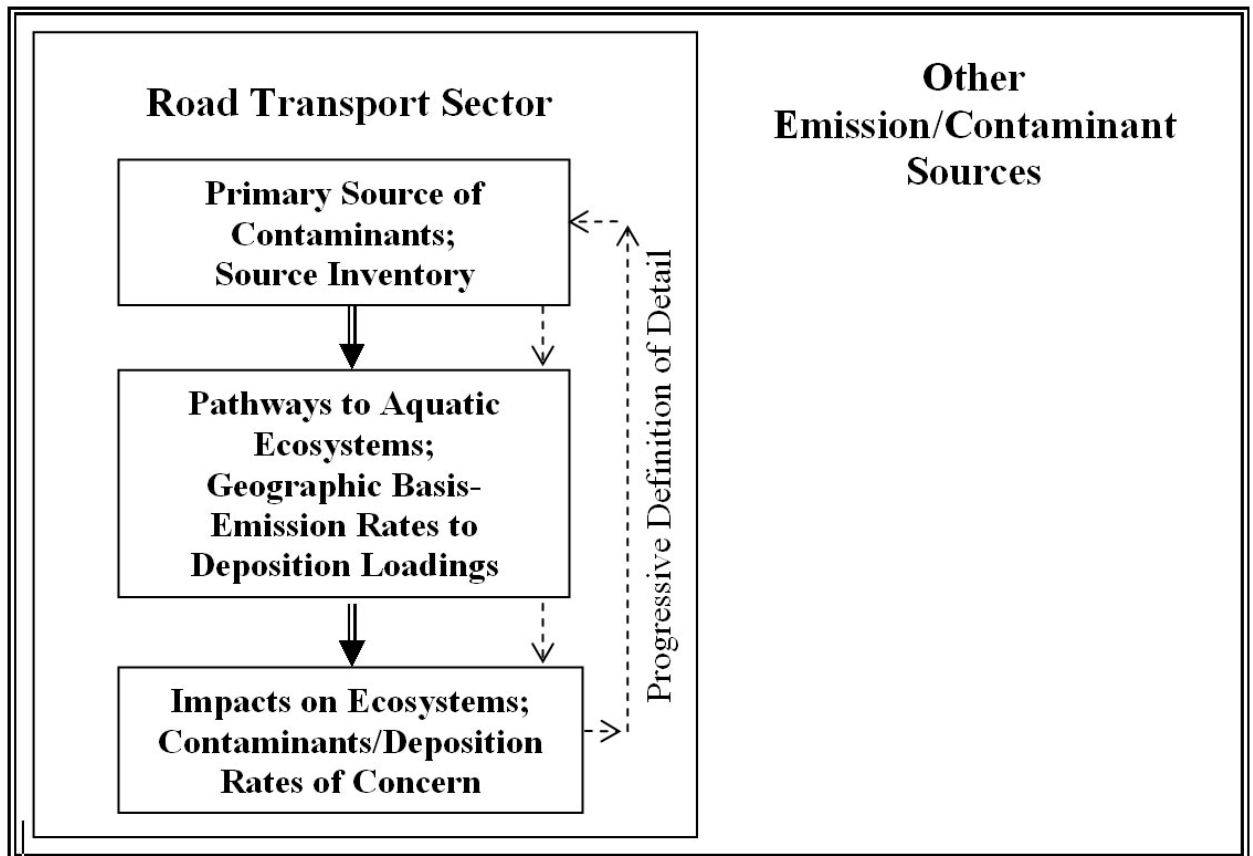 Road Transport Sector
Primary Source of
Contaminants;
Source Inventory
Pathways to Aquatic
Ecosystems;
Geographic Basis-
Emission Rates to
Deposition Loadings
Impacts on Ecosystems;
Contaminants/Deposition
Rates of Concern
Progressive Definition of Detail
Other
Emission/Contaminant
Sources